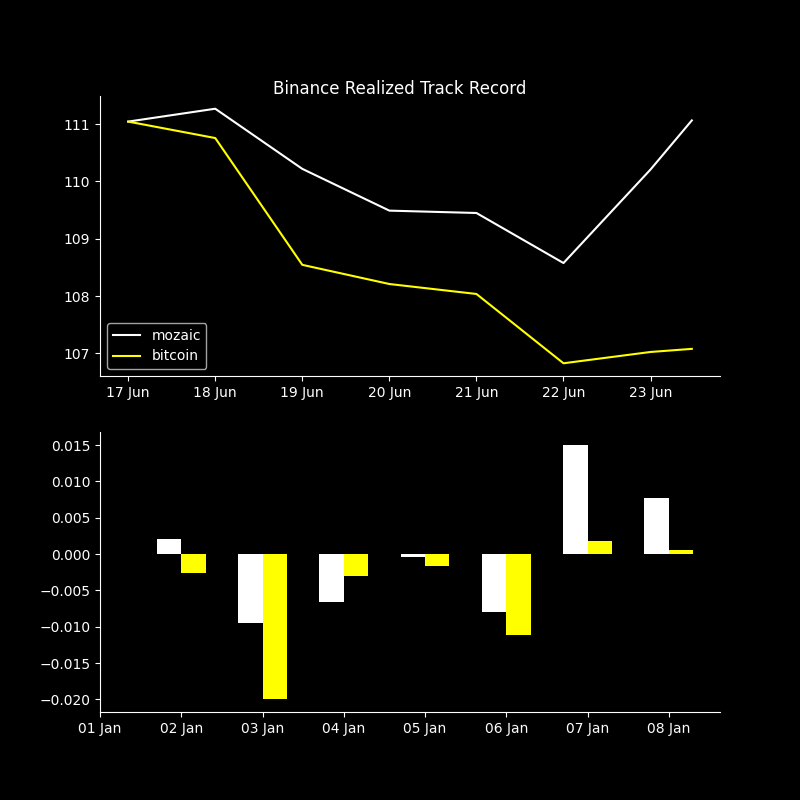 Binance Realized Track Record
111
110
109
108
107
mozaic
bitcoin
17 Jun 18 Jun 19 Jun 20 Jun 21 Jun 22 Jun 23 Jun
0.015
0.010
0.005
0.000
−0.005
−0.010
−0.015
−0.020
01 Jan 02 Jan 03 Jan 04 Jan 05 Jan 06 Jan 07 Jan 08 Jan